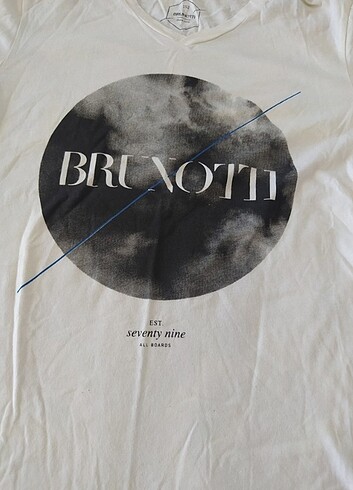 BRUNOTTI
EST.
seventy nine
ALL BOARDS